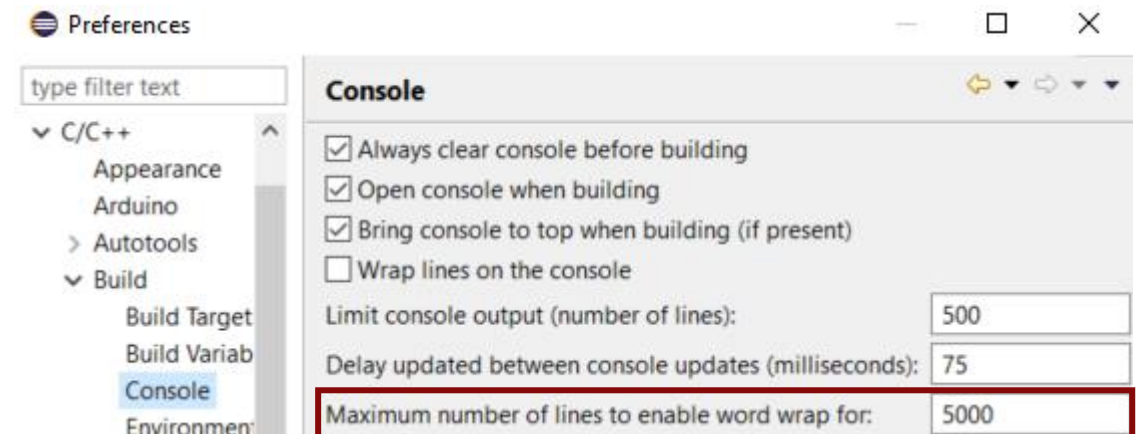 Preferences
type filter text
C/C++
Appearance
Arduino
Autotools
Build
Build Target
Build Variab
Console
Environmen
Console
Always clear console before building
Open console when building
Bring console to top when building (if present)
Wrap lines on the console
Limit console output (number of lines): 500
Delay updated between console updates (milliseconds): 75
Maximum number of lines to enable word wrap for: 5000